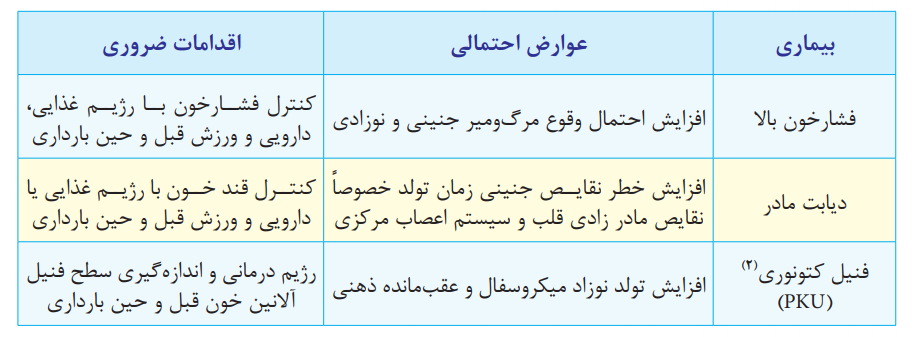 بیماری
عوارض احتمالی
اقدامات ضروری
فشارخون بالا
افزایش احتمال وقوع مرگ‌ومیر جنینی و نوزادی
کنترل فشارخون با رژیم غذایی،
دارویی و ورزش قبل و حین بارداری
دیابت مادر
افزایش خطر نقایص جنینی زمان تولد خصوصاً
نقایص مادر زادی قلب و سیستم اعصاب مرکزی
کنترل قند خون با رژیم غذایی یا
دارویی و ورزش قبل و حین بارداری
فنیل کتونوری(۲)
(PKU)
افزایش تولد نوزاد میکروسفال و عقب‌مانده ذهنی
رژیم درمانی و اندازه‌گیری سطح فنیل
آلانین خون قبل و حین بارداری